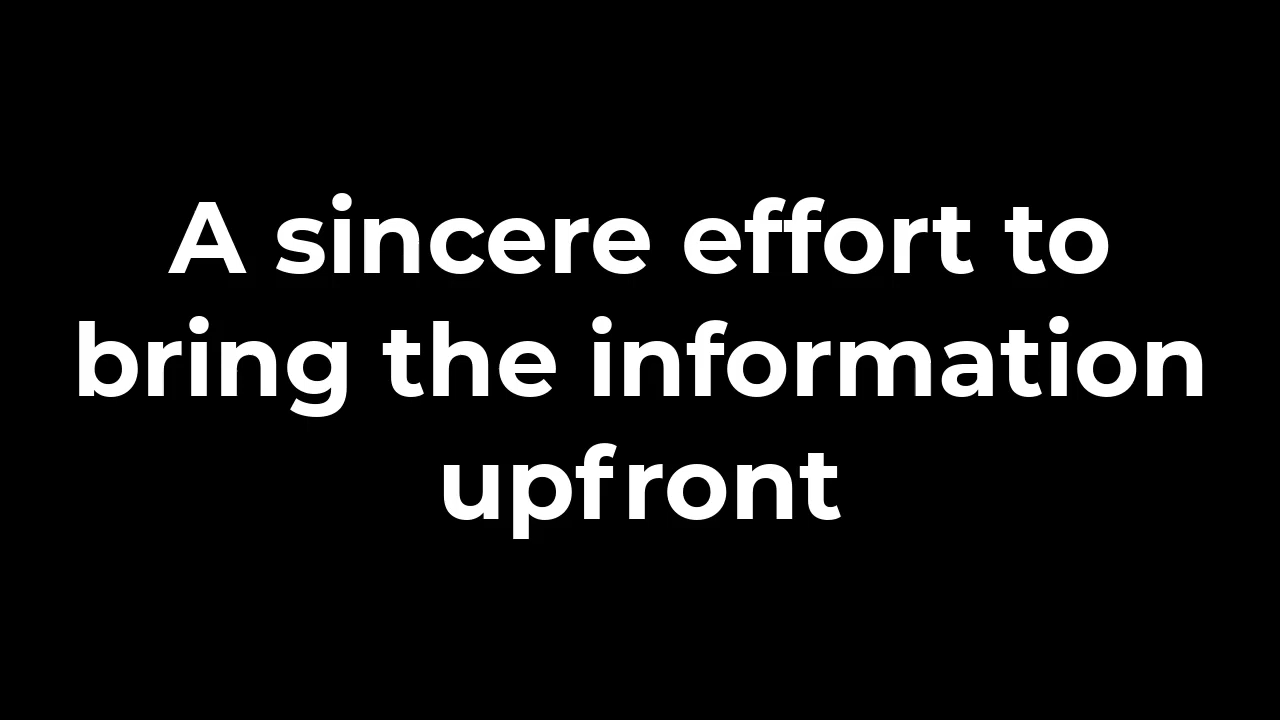 A sincere effort to
bring the information
upfront